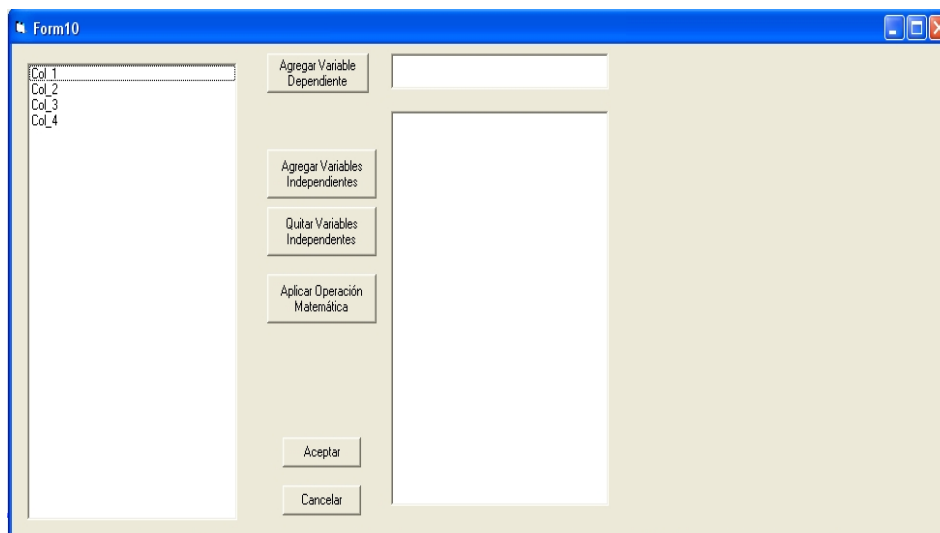 Form10
Col_1
Col_2
Col_3
Col_4
Agregar Variable
Dependiente
Agregar Variables
Independientes
Quitar Variables
Independentes
Aplicar Operación
Matemática
Aceptar
Cancelar